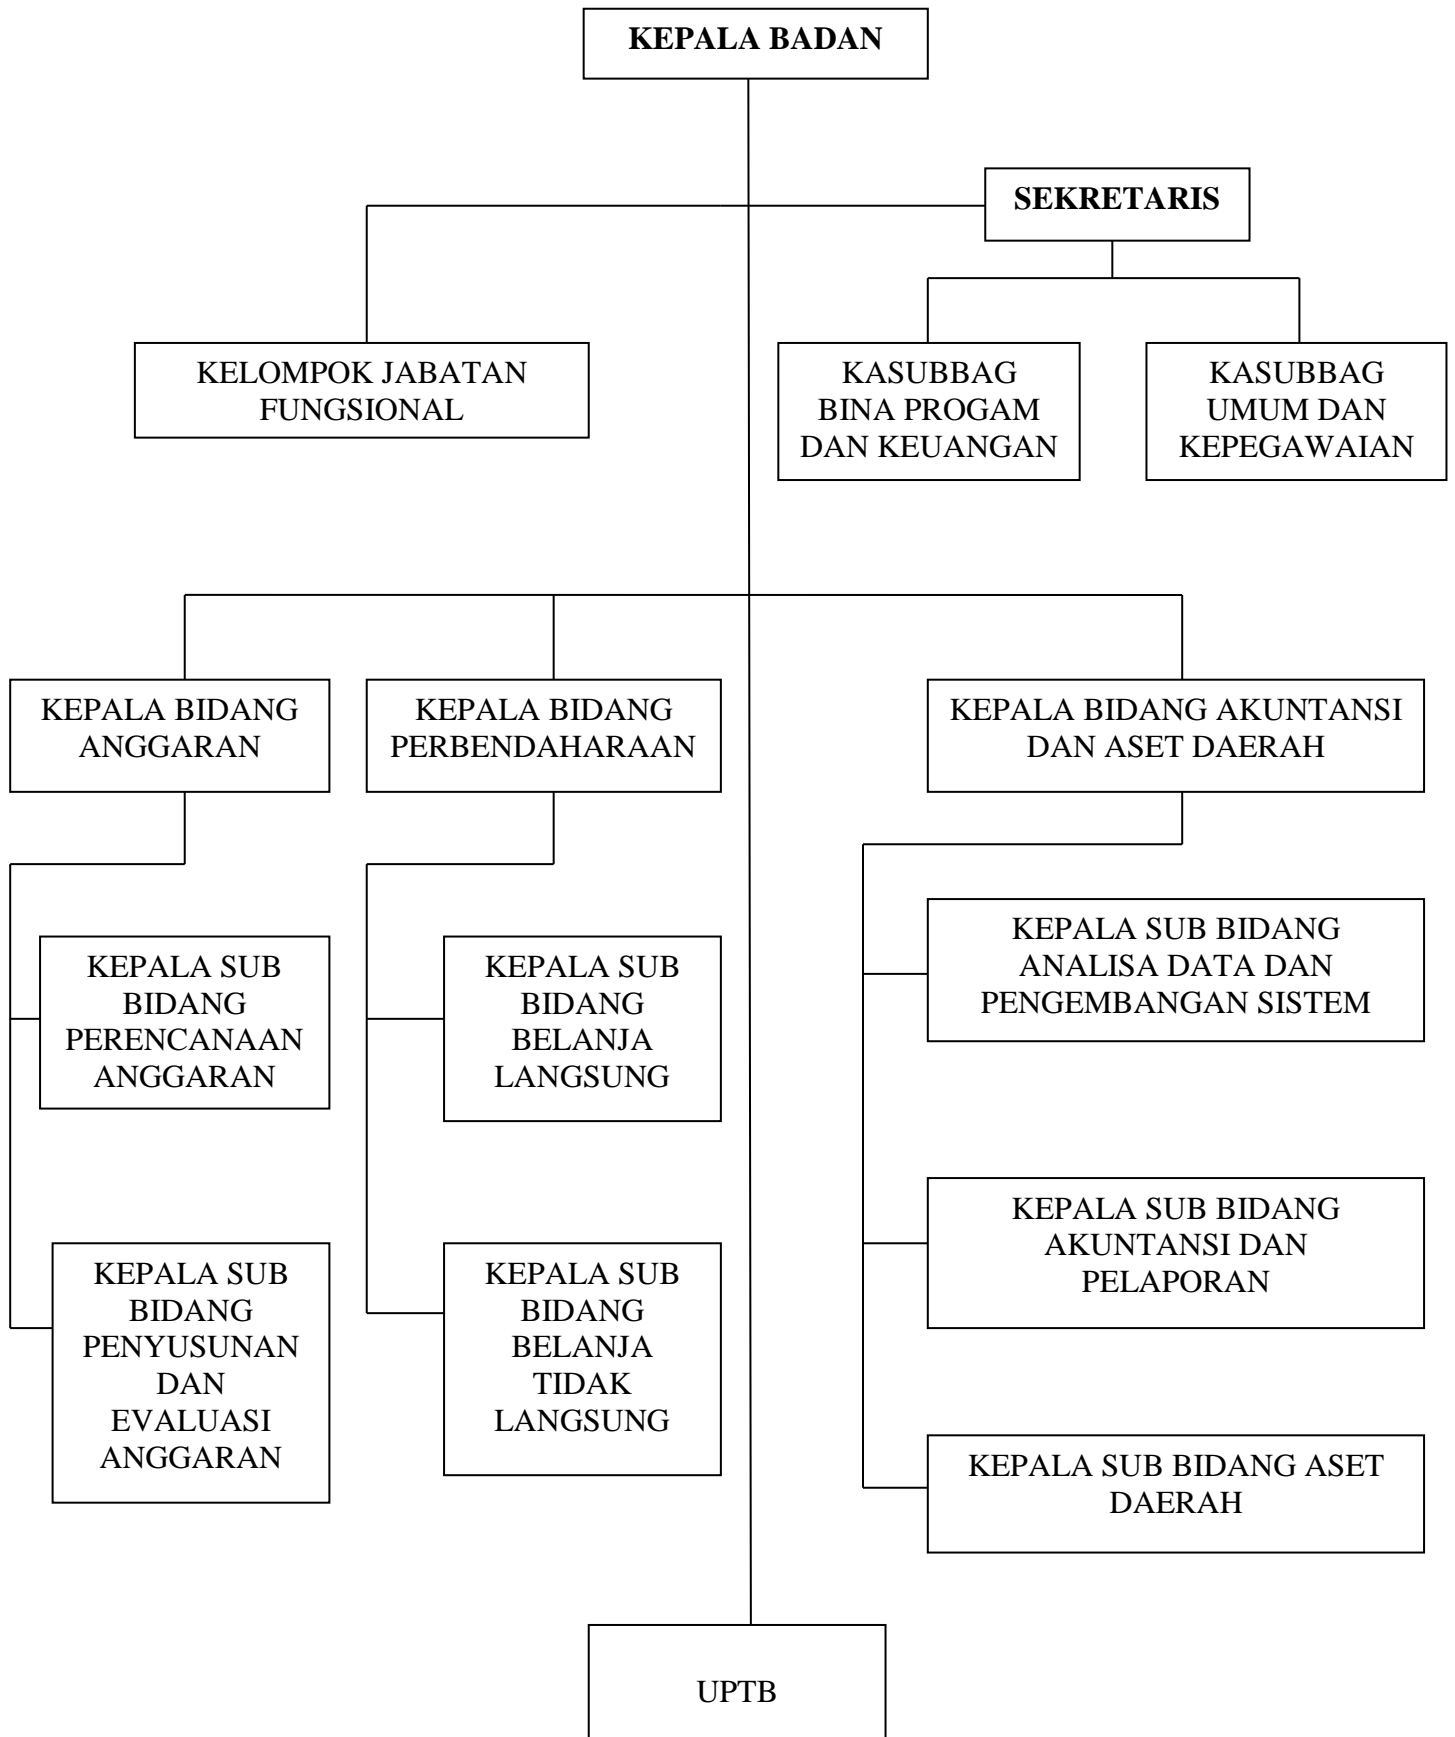 KEPALA BADAN
SEKRETARIS
KELOMPOK JABATAN
FUNGSIONAL
KASUBBAG
BINA PROGAM
DAN KEUANGAN
KASUBBAG
UMUM DAN
KEPEGAWAIAN
KEPALA BIDANG
ANGGARAN
KEPALA BIDANG
PERBENDAHARAAN
KEPALA BIDANG AKUNTANSI
DAN ASET DAERAH
KEPALA SUB
BIDANG
PERENCANAAN
ANGGARAN
KEPALA SUB
BIDANG
PENYUSUNAN
DAN
EVALUASI
ANGGARAN
KEPALA SUB
BIDANG
BELANJA
LANGSUNG
KEPALA SUB
BIDANG
BELANJA
TIDAK
LANGSUNG
KEPALA SUB BIDANG
ANALISA DATA DAN
PENGEMBANGAN SISTEM
KEPALA SUB BIDANG
AKUNTANSI DAN
PELAPORAN
KEPALA SUB BIDANG ASET
DAERAH
UPTB